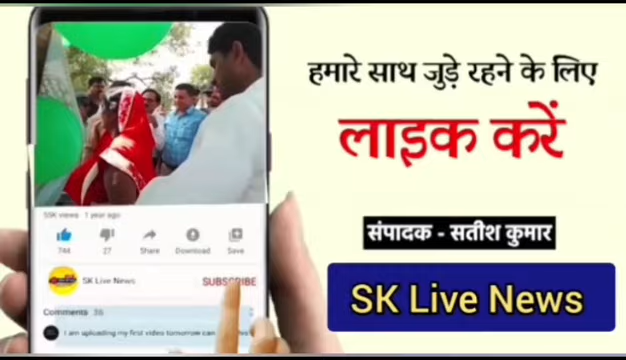 हमारे साथ जुड़े रहने के लिए
लाइक करें
संपादक - सतीश कुमार
SK Live News
55K views · 1 year ago
744
27
Share
Download
Save
SK Live News
SUBSCRIBE
Comments 36
I am uploading my first video tomorrow can